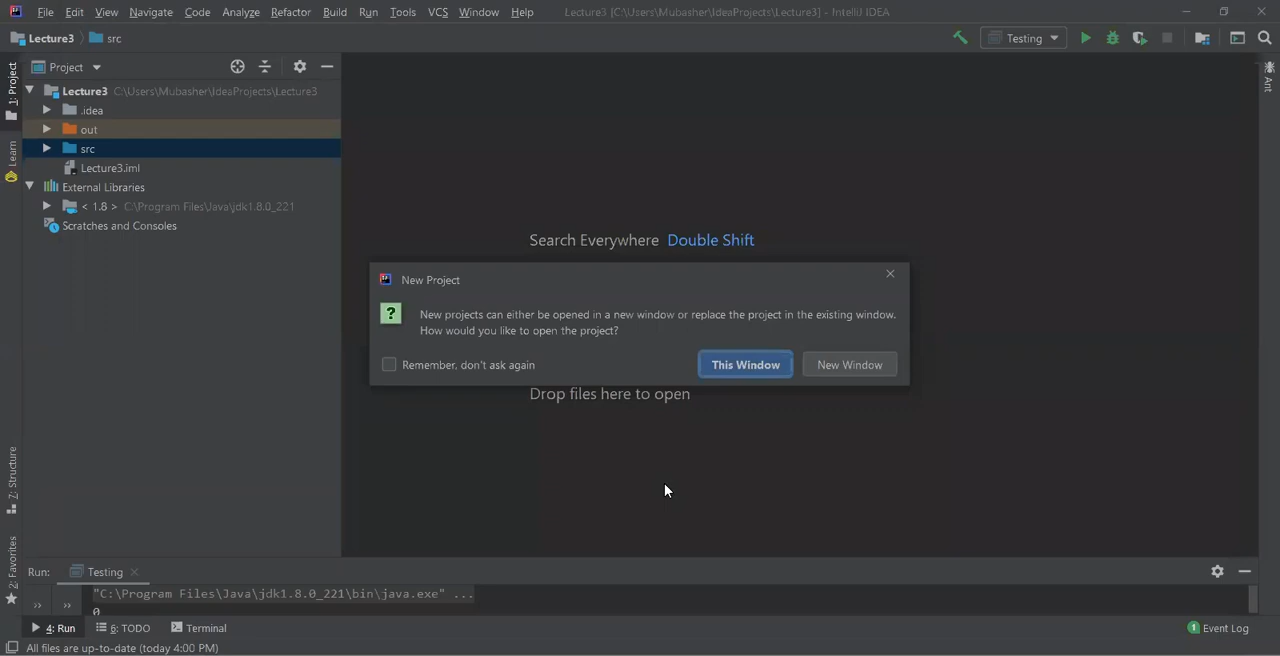 File Edit View Navigate Code Analyze Refactor Build Run Tools VCS Window Help Lecture3 [C:\Users\Mubasher\IdeaProjects\Lecture3] - IntelliJ IDEA
Lecture3 src Testing
1: Project
Learn
Z: Structure
2: Favorites
Project
Lecture3 C:\Users\Mubasher\IdeaProjects\Lecture3
.idea
out
src
Lecture3.iml
External Libraries
< 1.8 > C:\Program Files\Java\jdk1.8.0_221
Scratches and Consoles
Ant
Search Everywhere Double Shift
New Project
?
New projects can either be opened in a new window or replace the project in the existing window.
How would you like to open the project?
Remember, don't ask again This Window New Window
Drop files here to open
Run: Testing
"C:\Program Files\Java\jdk1.8.0_221\bin\java.exe" ...
0
4: Run 6: TODO Terminal 1 Event Log
All files are up-to-date (today 4:00 PM)